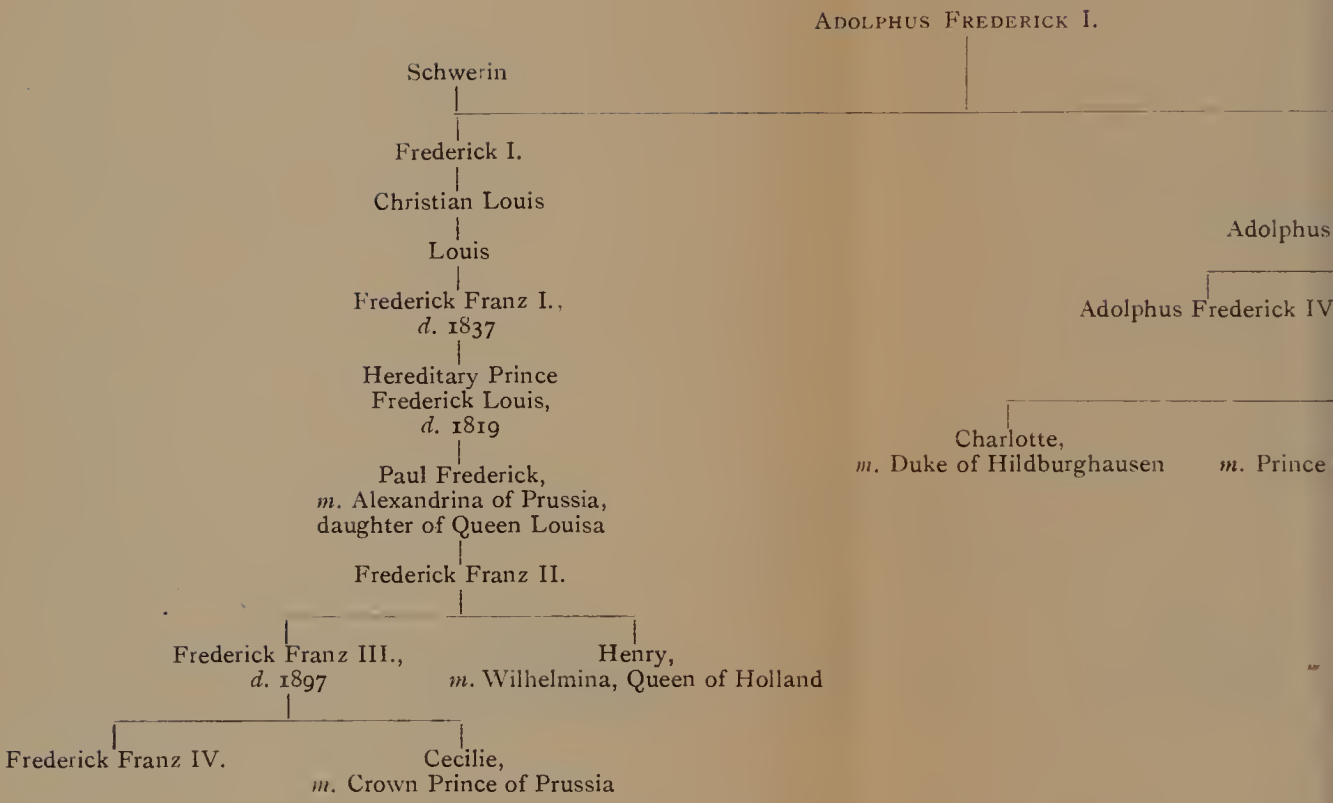 ADOLPHUS FREDERICK I.
Schwerin
Frederick I.
Christian Louis
Louis
Frederick Franz I.,
d. 1837
Hereditary Prince
Frederick Louis,
d. 1819
Paul Frederick,
m. Alexandrina of Prussia,
daughter of Queen Louisa
Frederick Franz II.
Frederick Franz III.,
d. 1897
Henry,
m. Wilhelmina, Queen of Holland
Frederick Franz IV.
Cecilie,
m. Crown Prince of Prussia
Adolphus
Adolphus Frederick IV
Charlotte,
m. Duke of Hildburghausen
m. Prince